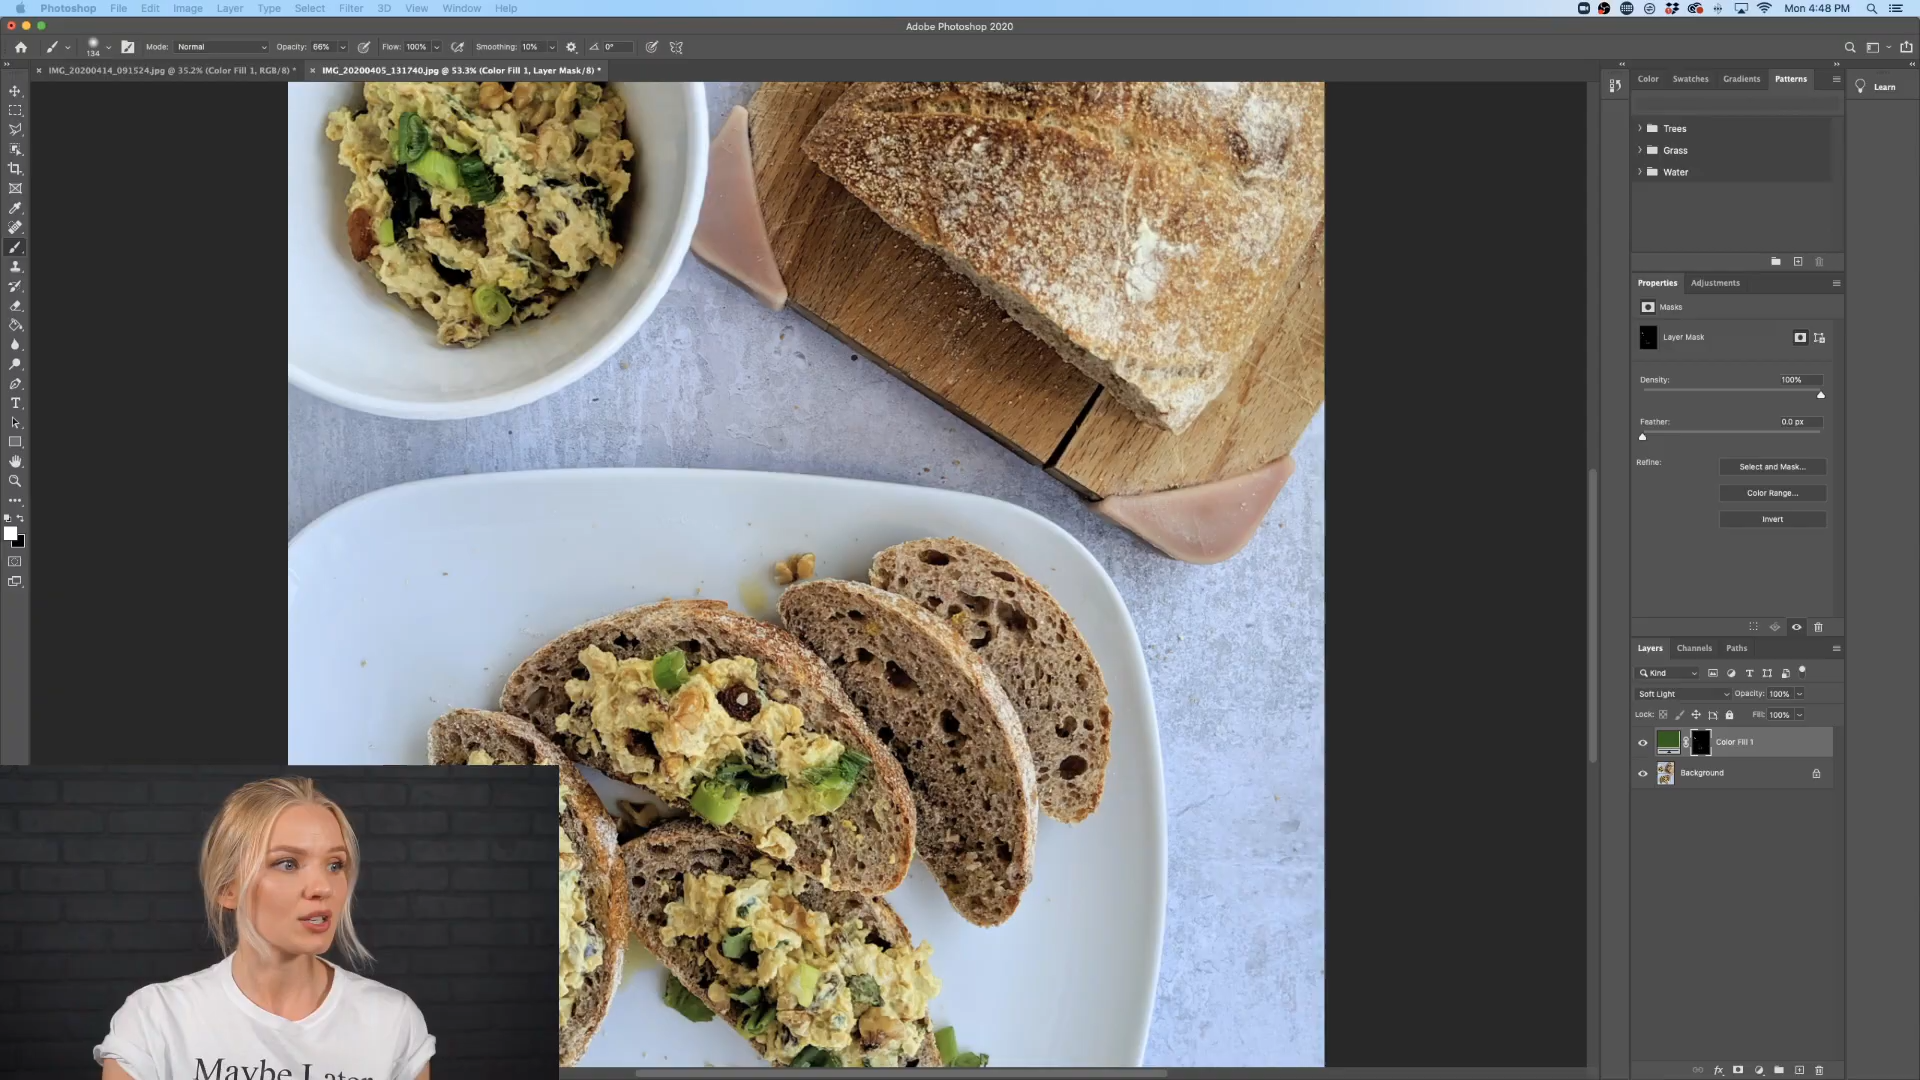 Photoshop File Edit Image Layer Type Select Filter 3D View Window Help Mon 4:48 PM
Adobe Photoshop 2020
134 Mode: Normal Opacity: 66% Flow: 100% Smoothing: 10% 0°
IMG_20200414_091524.jpg @ 35.2% (Color Fill 1, RGB/8) * IMG_20200405_131740.jpg @ 53.3% (Color Fill 1, Layer Mask/8) *
Color Swatches Gradients Patterns
Learn
Trees
Grass
Water
Properties Adjustments
Masks
Layer Mask
Density: 100%
Feather: 0.0 px
Refine: Select and Mask...
Color Range...
Invert
Layers Channels Paths
Kind
Soft Light Opacity: 100%
Lock: Fill: 100%
Color Fill 1
Background
Maybe Later